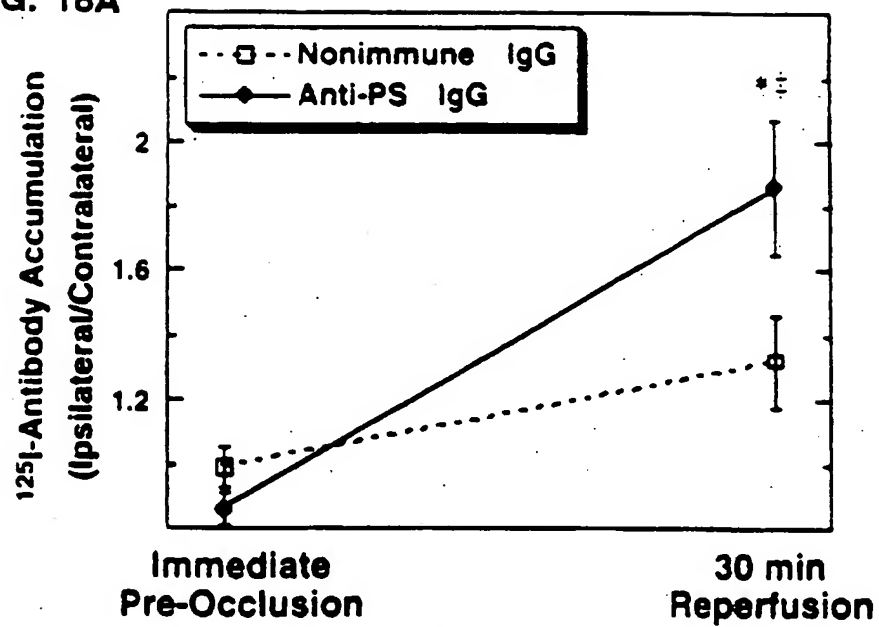 G. 18A
Nonimmune IgG
Anti-PS IgG
* ‡
2
1.6
1.2
*
125I-Antibody Accumulation
(Ipsilateral/Contralateral)
Immediate
Pre-Occlusion
30 min
Reperfusion